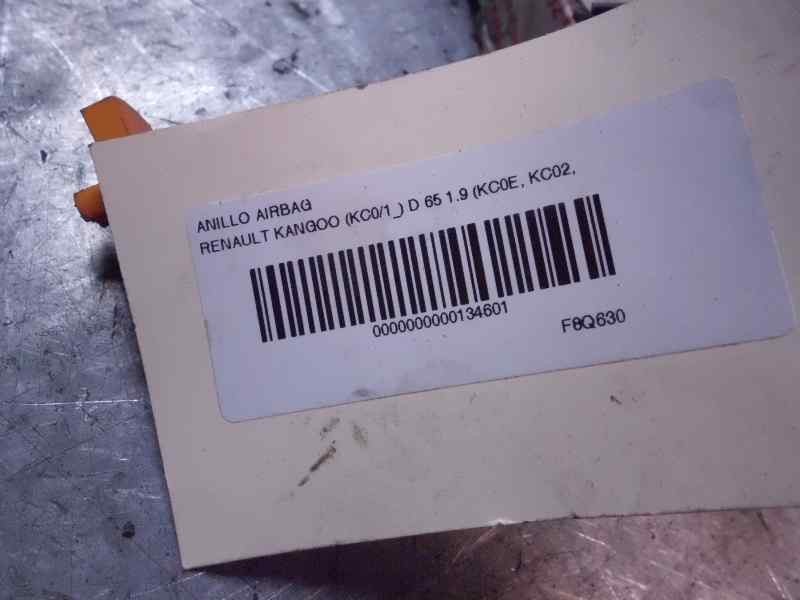 ANILLO AIRBAG
RENAULT KANGOO (KC0/1_) D 65 1.9 (KC0E, KC02,
0000000000134601
F8Q630